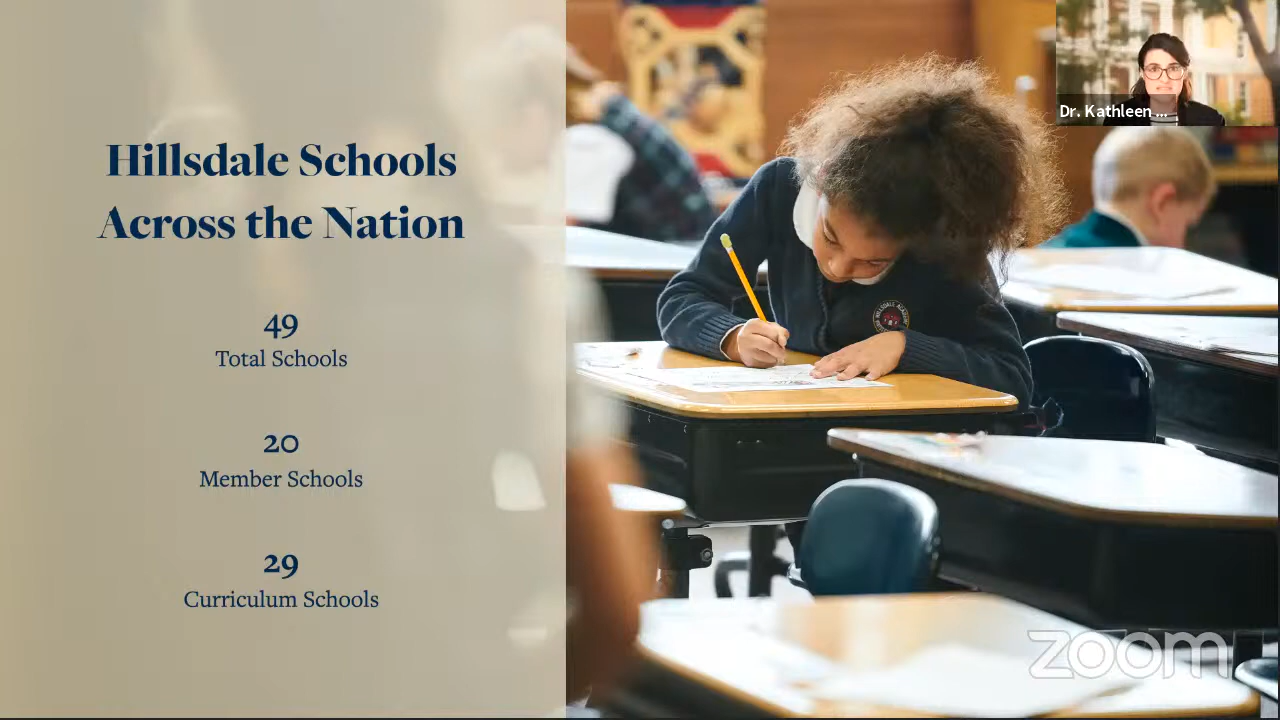 Hillsdale Schools
Across the Nation
49
Total Schools
20
Member Schools
29
Curriculum Schools
Dr. Kathleen ...
zoom